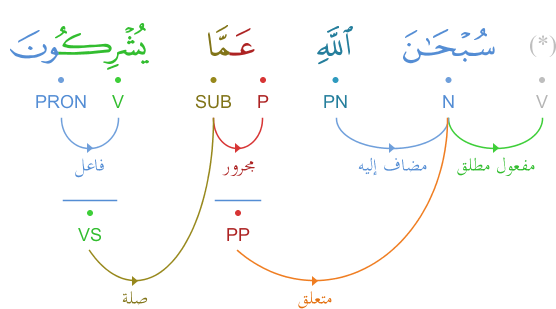 (*) سُبْحَـٰنَ ٱللَّهِ عَمَّا يُشْرِكُونَ
PRON V SUB P PN N V
فاعل مجرور مضاف إليه مفعول مطلق
VS PP
صلة متعلق